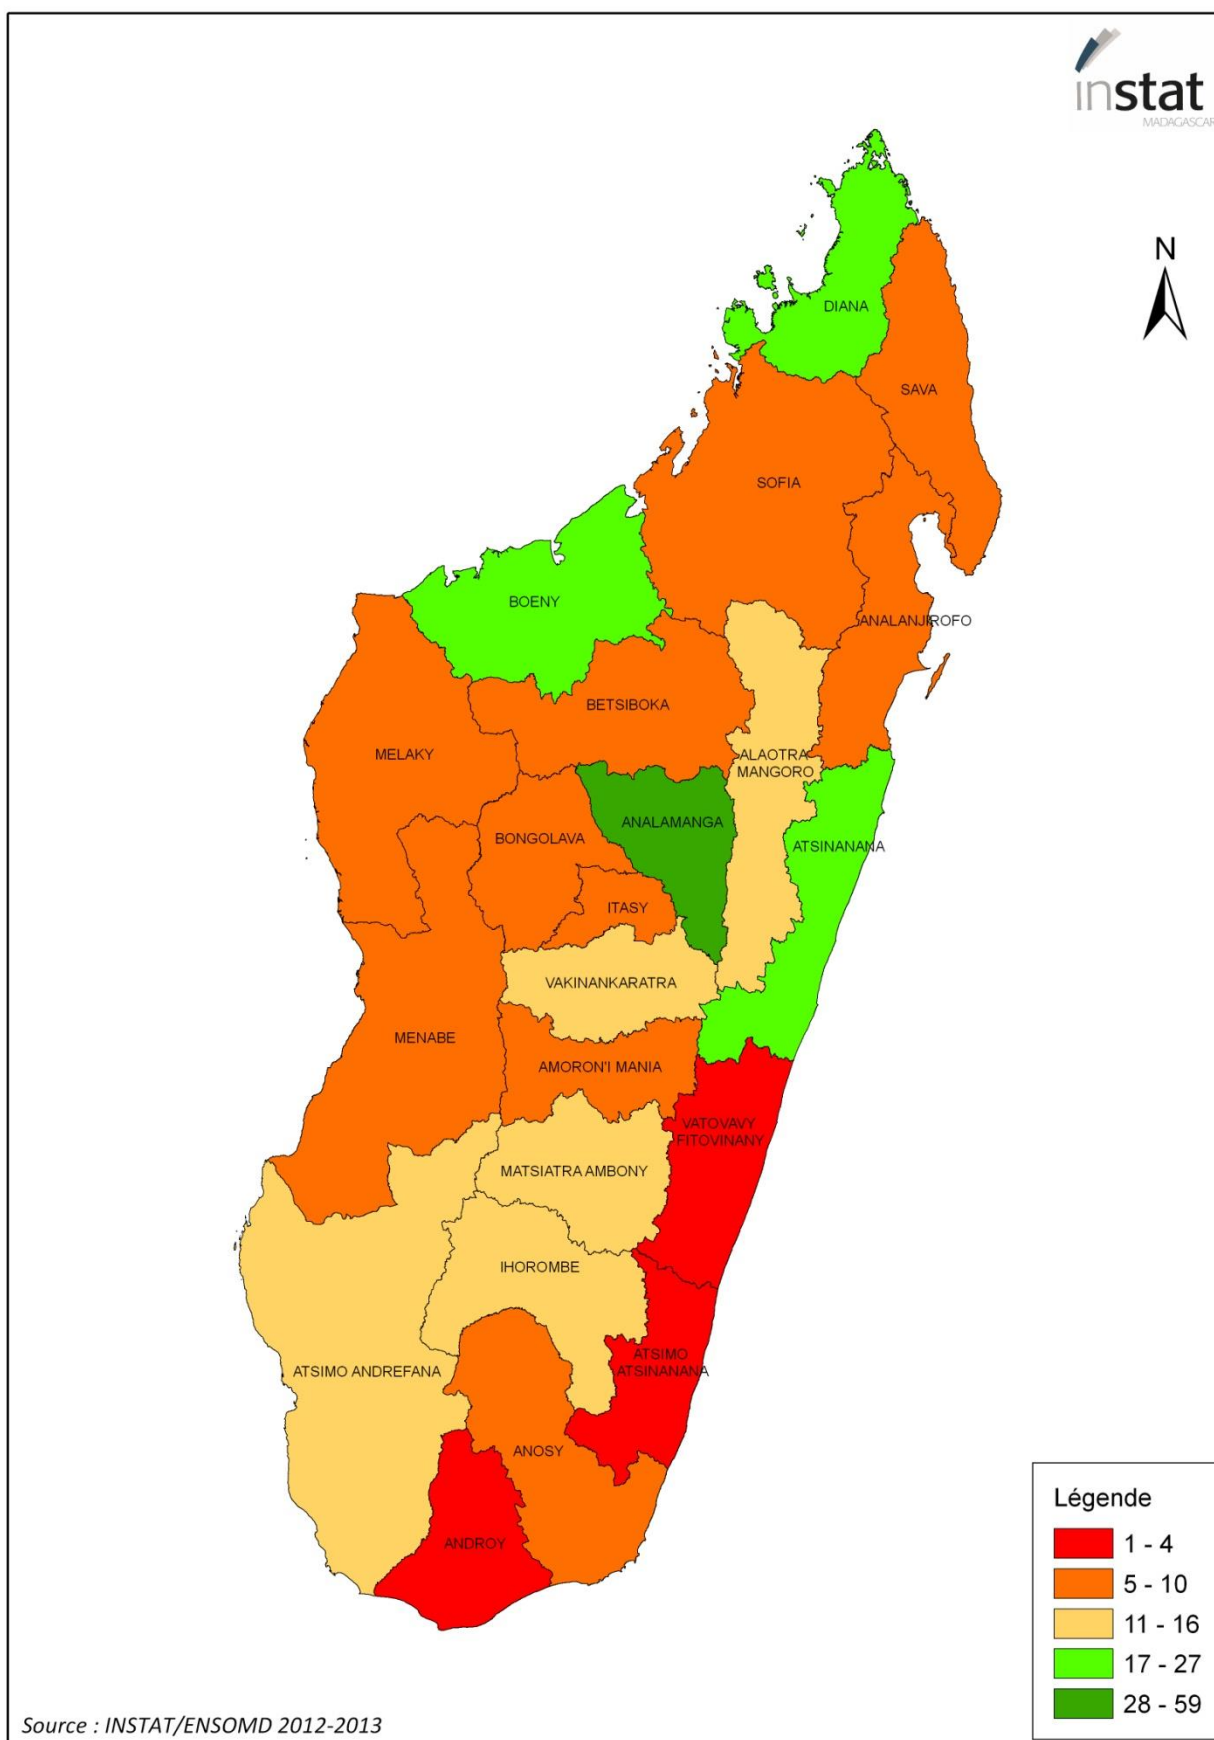 instat
MADAGASCAR
N
DIANA
SAVA
SOFIA
BOENY
ANALANJIROFO
BETSIBOKA
MELAKY
ALAOTRA
MANGORO
ANALAMANGA
BONGOLAVA
ATSINANANA
ITASY
VAKINANKARATRA
MENABE
AMORON'I MANIA
VATOVAVY
FITOVINANY
MATSIATRA AMBONY
IHOROMBE
ATSIMO
ATSINANANA
ATSIMO ANDREFANA
ANOSY
ANDROY
Légende
1 - 4
5 - 10
11 - 16
17 - 27
28 - 59
Source : INSTAT/ENSOMD 2012-2013